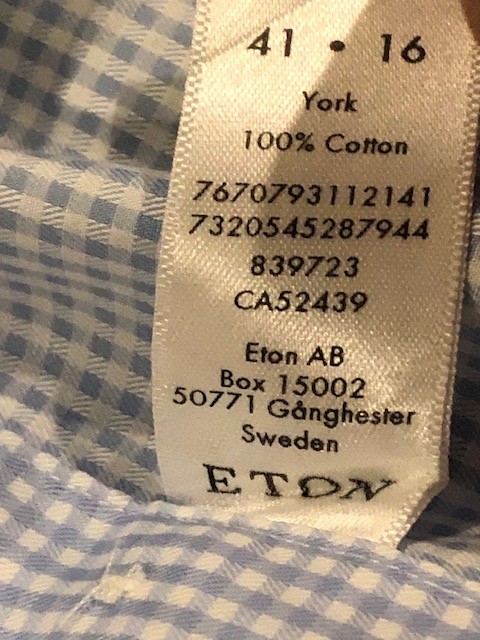 41 • 16
York
100% Cotton
7670793112141
7320545287944
839723
CA52439
Eton AB
Box 15002
50771 Gånghester
Sweden
ETON